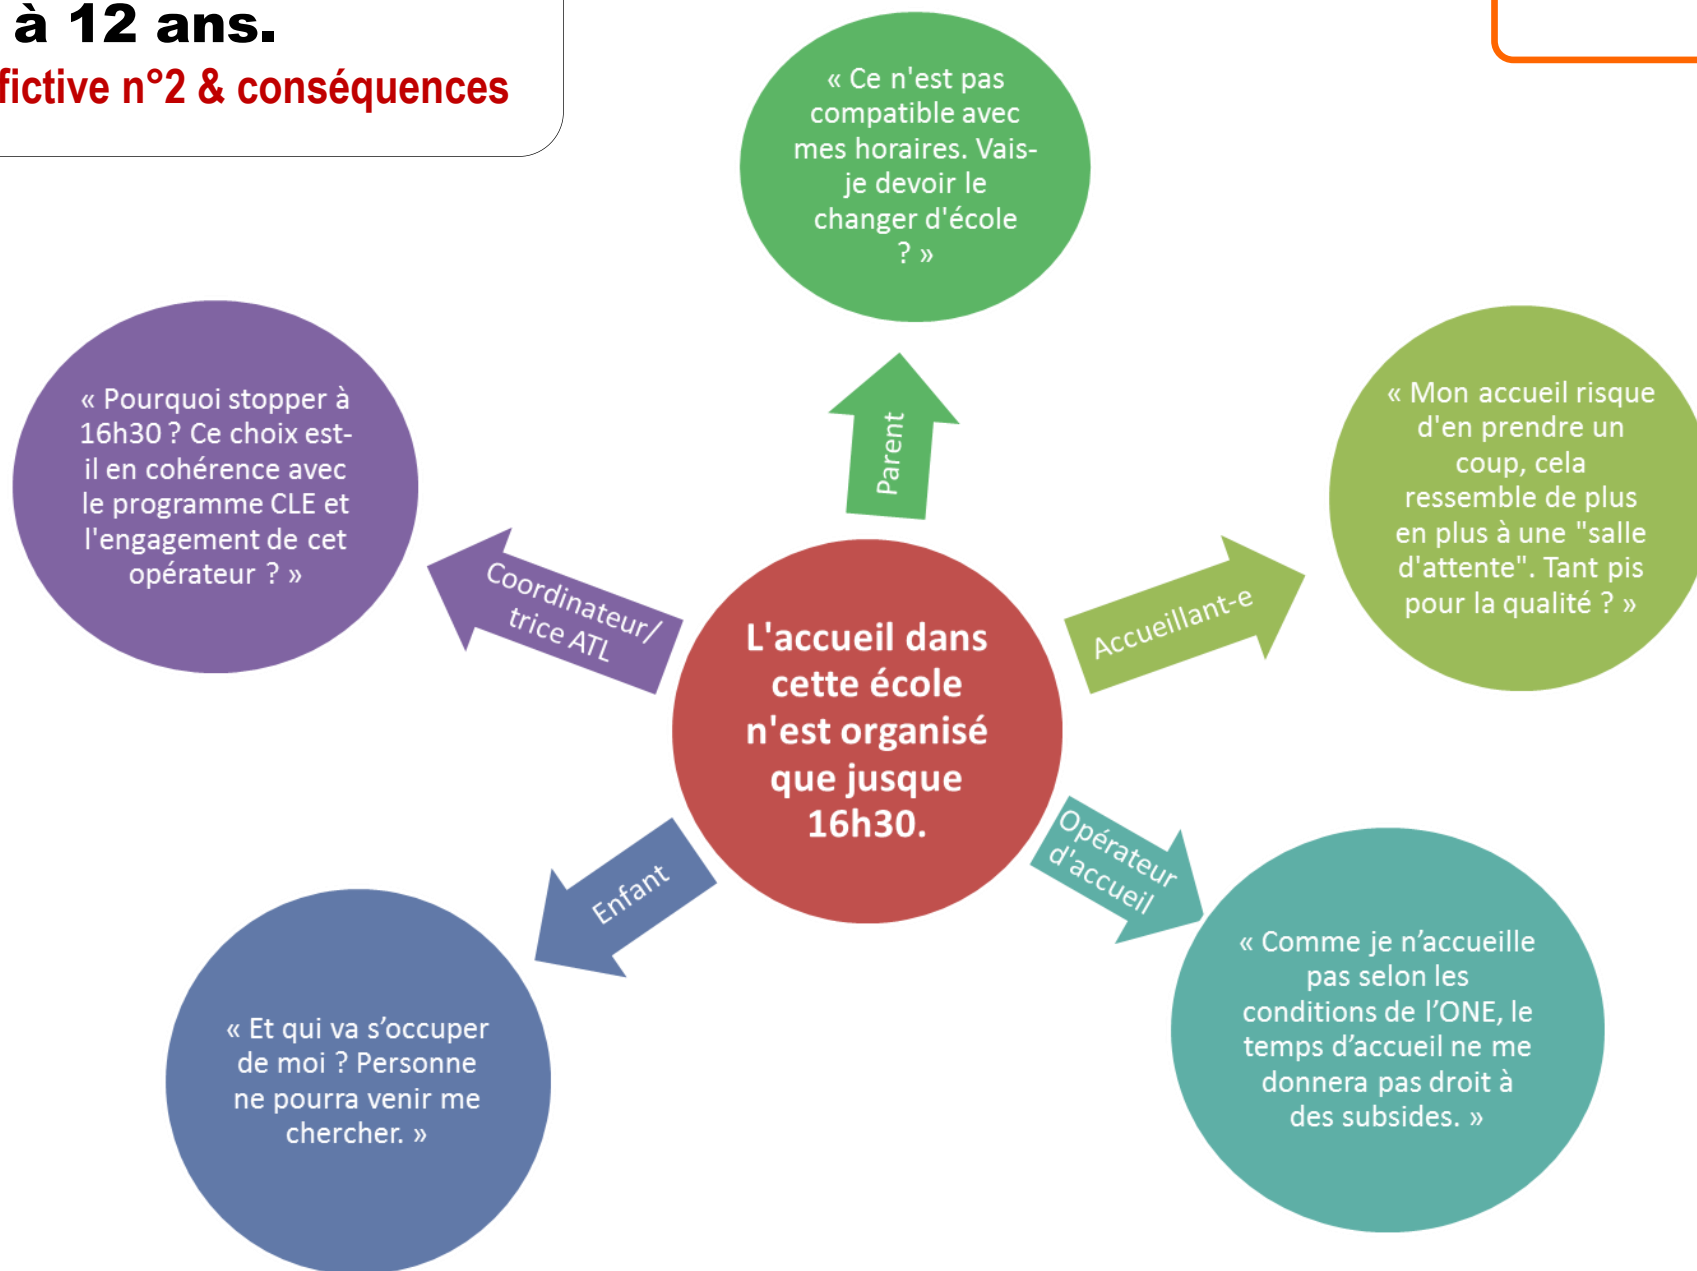 à 12 ans.
fictive n°2 & conséquences
« Ce n'est pas
compatible avec
mes horaires. Vais-
je devoir le
changer d'école
? »
Parent
« Pourquoi stopper à
16h30 ? Ce choix est-
il en cohérence avec
le programme CLE et
l'engagement de cet
opérateur ? »
Coordinateur/
trice ATL
« Mon accueil risque
d'en prendre un
coup, cela
ressemble de plus
en plus à une "salle
d'attente". Tant pis
pour la qualité ? »
Accueillant-e
L'accueil dans
cette école
n'est organisé
que jusque
16h30.
Opérateur
d'accueil
« Comme je n’accueille
pas selon les
conditions de l’ONE, le
temps d’accueil ne me
donnera pas droit à
des subsides. »
Enfant
« Et qui va s’occuper
de moi ? Personne
ne pourra venir me
chercher. »